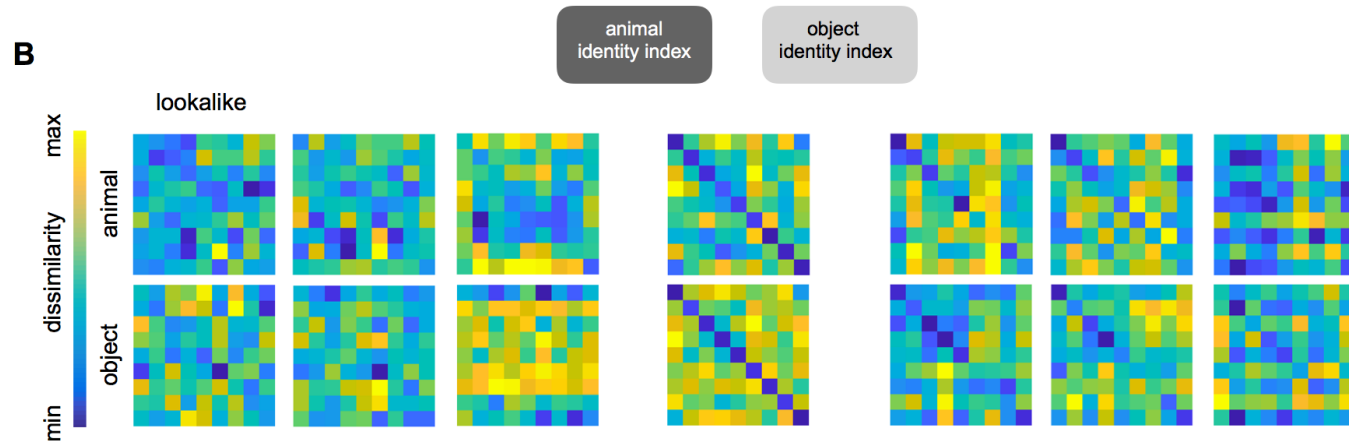 B
animal
identity index
object
identity index
lookalike
max
dissimilarity
min
animal
object